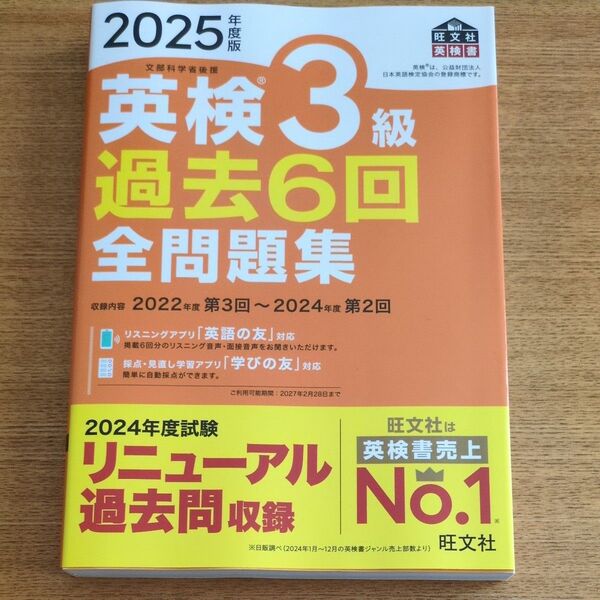 2025年度版
旺文社
英検書
文部科学省後援
英検®は、公益財団法人
日本英語検定協会の登録商標です。
英検®3級
過去6回
全問題集
収録内容 2022年度 第3回～2024年度 第2回
リスニングアプリ「英語の友」対応
掲載6回分のリスニング音声・面接音声をお聞きいただけます。
採点・見直し学習アプリ「学びの友」対応
簡単に自動採点ができます。
ご利用可能期間：2027年2月28日まで
2024年度試験
リニューアル
過去問収録
旺文社は
英検書売上
No.1※
※日販調べ（2024年1月～12月の英検書ジャンル売上部数より）
旺文社